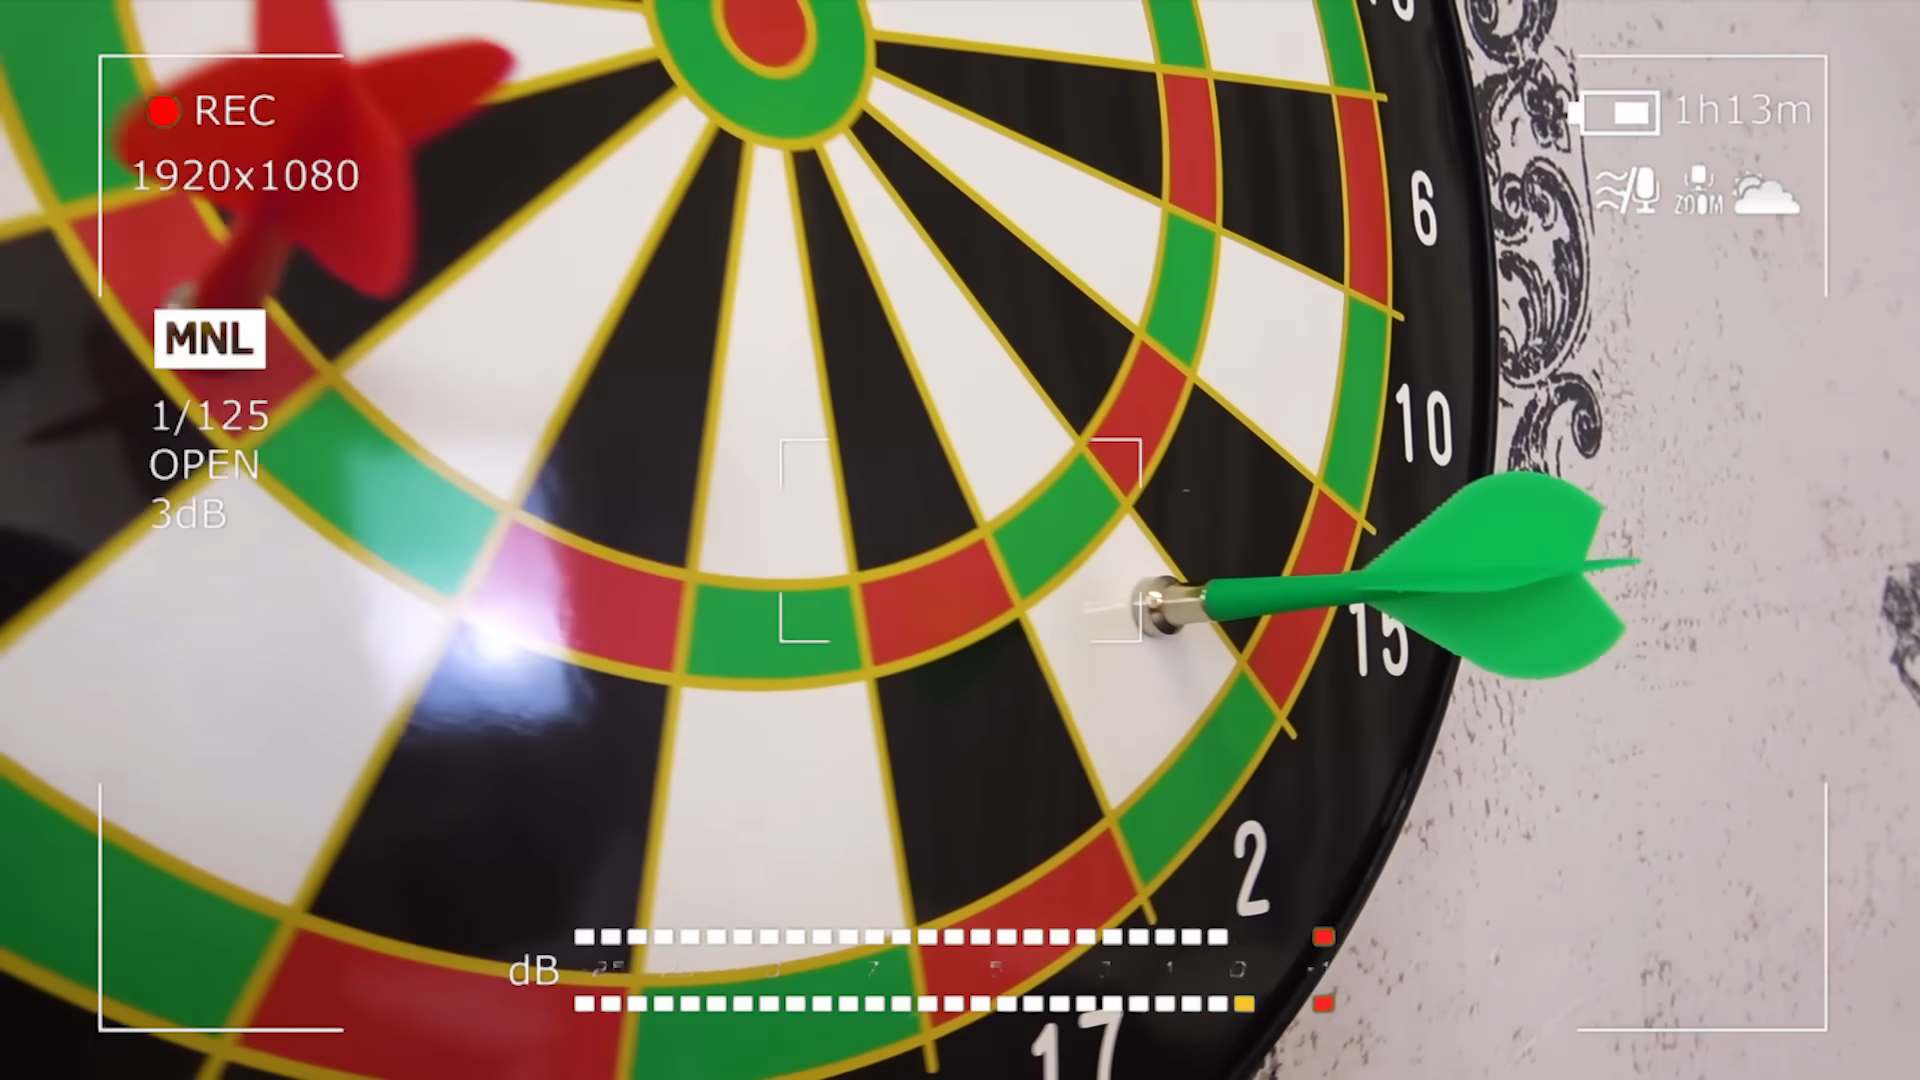 REC
1h13m
1920x1080
ZOOM
6
MNL
1/125
10
OPEN
3dB
15
2
dB
17